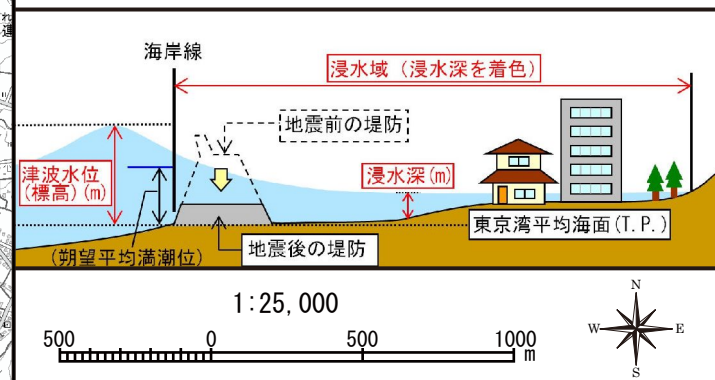 海岸線
浸水域（浸水深を着色）
地震前の堤防
津波水位
(標高)(m)
浸水深(m)
東京湾平均海面(T.P.)
(朔望平均満潮位)
地震後の堤防
1:25,000
500 0 500 1000
m
N
W E
S